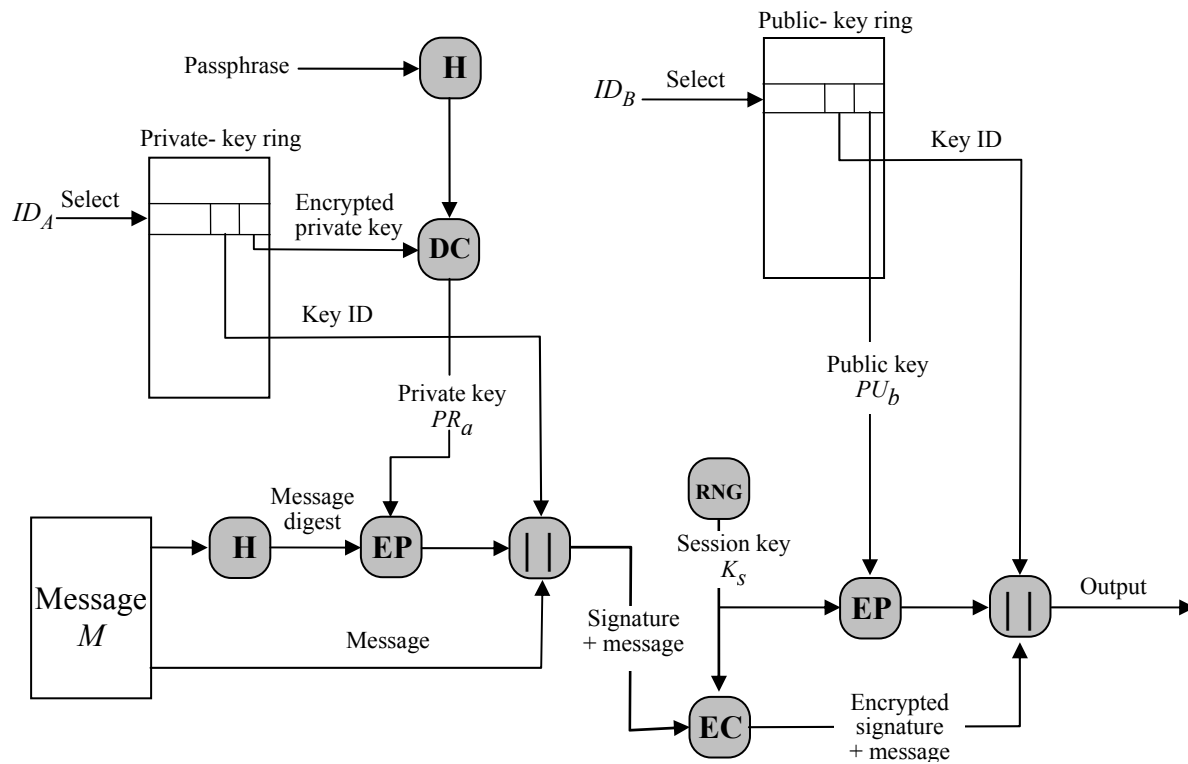 Public- key ring
Passphrase
H
ID_B
Select
Private- key ring
Key ID
ID_A
Select
Encrypted
private key
DC
Key ID
Public key
PU_b
Private key
PR_a
RNG
Message
digest
Session key
K_s
H
EP
| |
Message
M
EP
| |
Output
Message
Signature
+ message
EC
Encrypted
signature
+ message